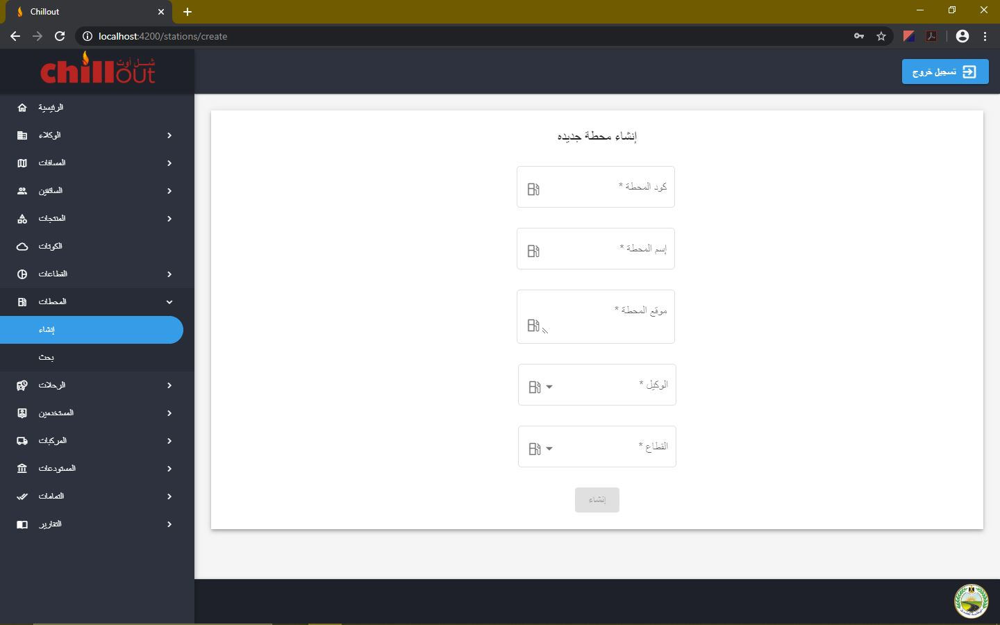 Chillout
localhost:4200/stations/create
شيل أوت
chillout
تسجيل خروج
الرئيسية
الوكلاء
المسافات
السائقين
المنتجات
الكوتات
القطاعات
المحطات
إنشاء
بحث
الرحلات
المستخدمين
المركبات
المستودعات
التمامات
التقارير
إنشاء محطة جديده
كود المحطة *
إسم المحطة *
موقع المحطة *
الوكيل *
القطاع *
إنشاء